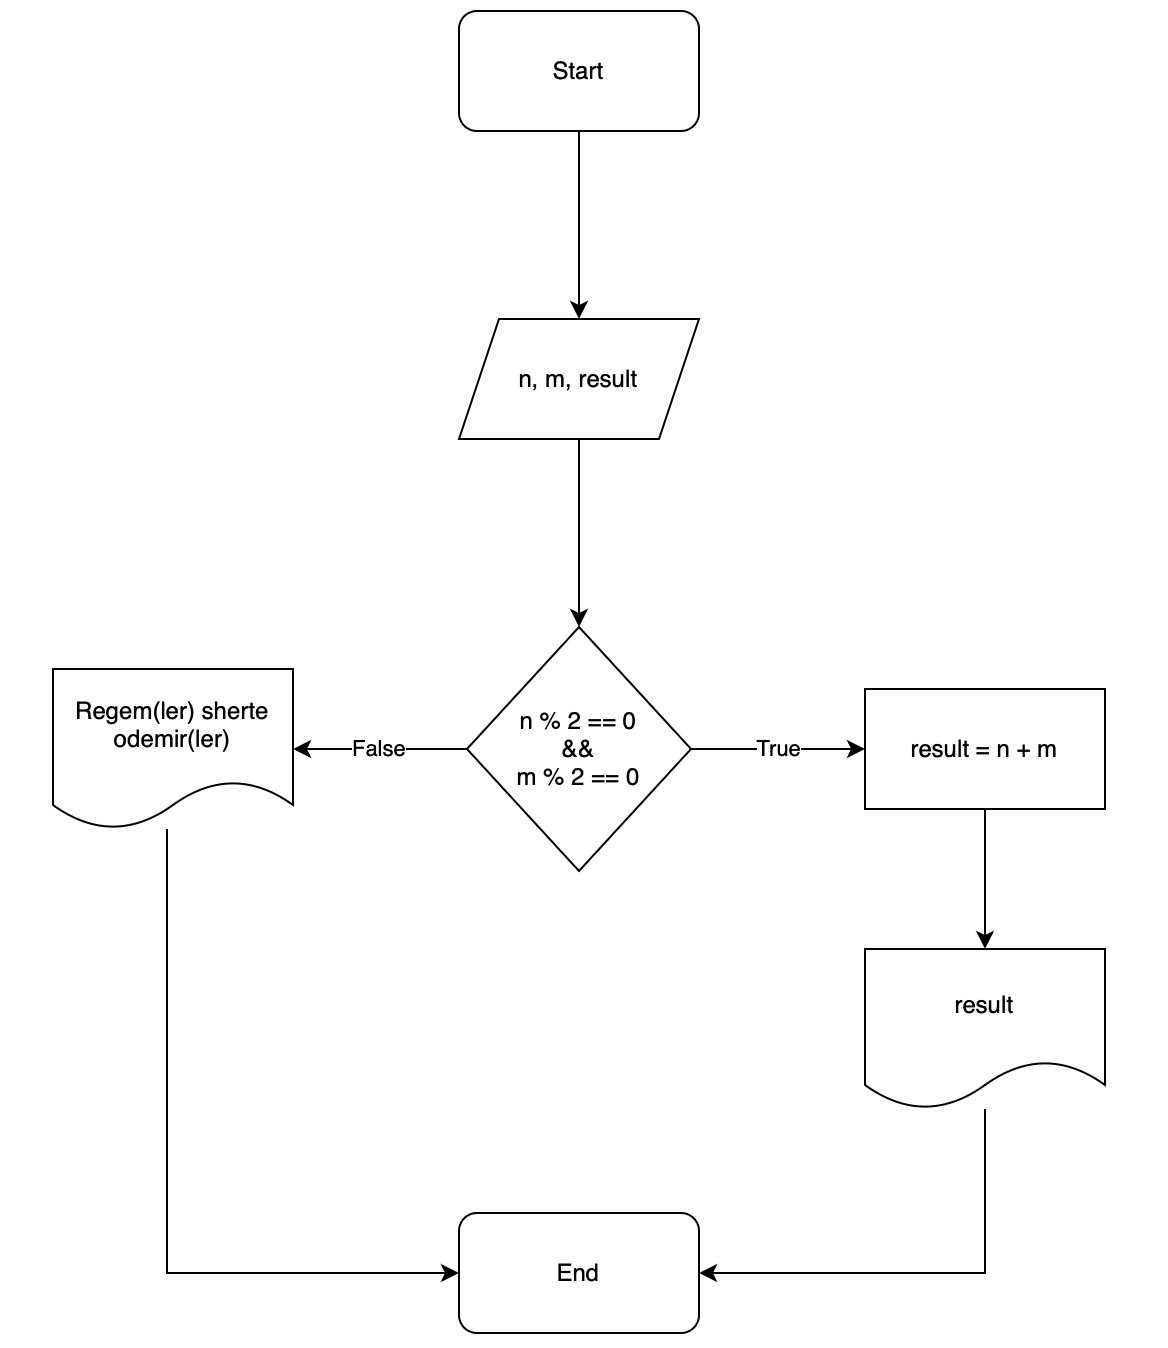 Start
n, m, result
n % 2 == 0
&&
m % 2 == 0
False
True
Regem(ler) sherte
odemir(ler)
result = n + m
result
End